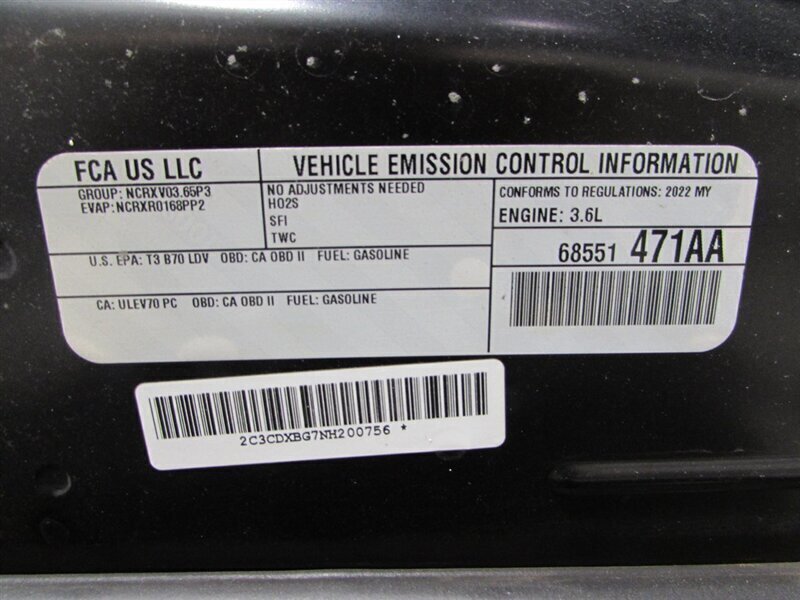 FCA US LLC
VEHICLE EMISSION CONTROL INFORMATION
GROUP: NCRXV03.65P3
EVAP: NCRXR0168PP2
NO ADJUSTMENTS NEEDED
HO2S
SFI
TWC
CONFORMS TO REGULATIONS: 2022 MY
ENGINE: 3.6L
U.S. EPA: T3 B70 LDV OBD: CA OBD II FUEL: GASOLINE
68551 471AA
CA: ULEV70 PC OBD: CA OBD II FUEL: GASOLINE
2C3CDXBG7NH200756 *